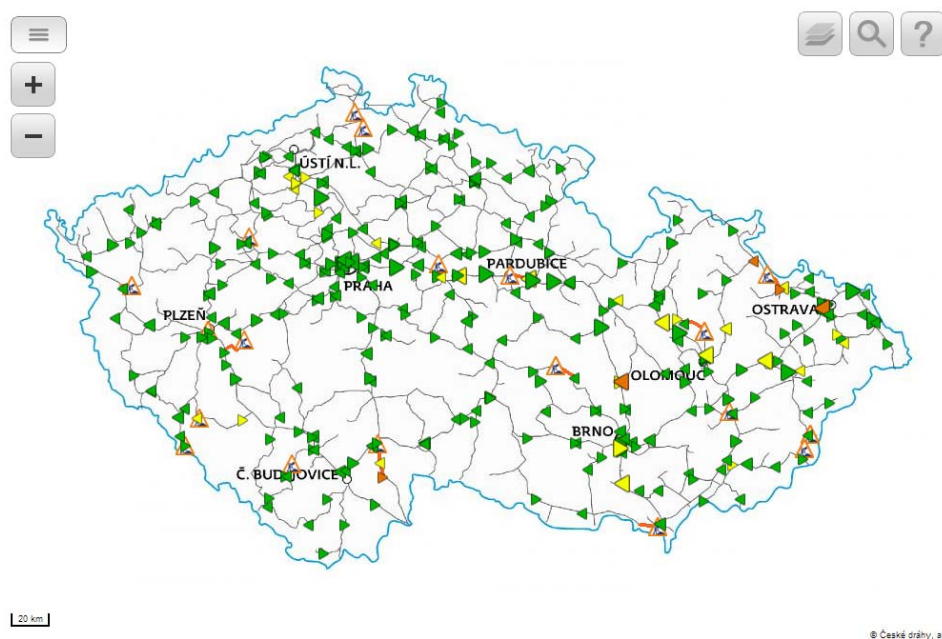 +
?
−
ÚSTÍ N.L.
PARDUBICE
PRAHA
OSTRAVA
PLZEŇ
OLOMOUC
BRNO
Č. BUDĚJOVICE
20 km
© České dráhy, a